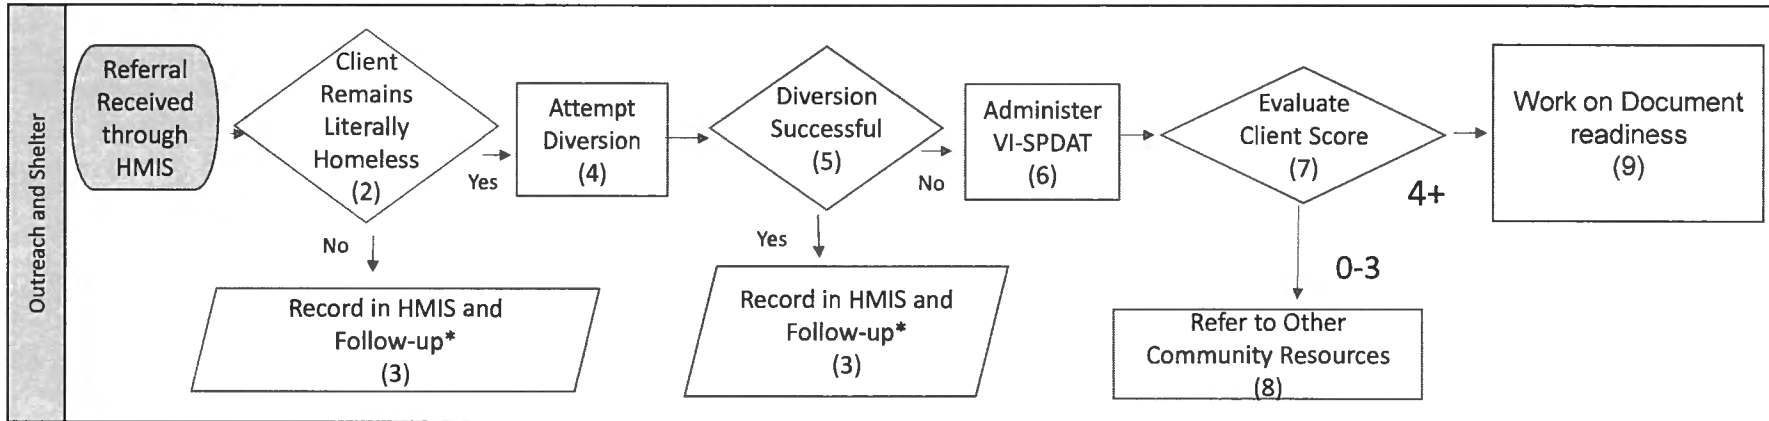 Outreach and Shelter
Referral
Received
through
HMIS
Client
Remains
Literally
Homeless
(2)
Yes
No
Record in HMIS and
Follow-up*
(3)
Attempt
Diversion
(4)
Diversion
Successful
(5)
No
Yes
Record in HMIS and
Follow-up*
(3)
Administer
VI-SPDAT
(6)
Evaluate
Client Score
(7)
4+
0-3
Refer to Other
Community Resources
(8)
Work on Document
readiness
(9)